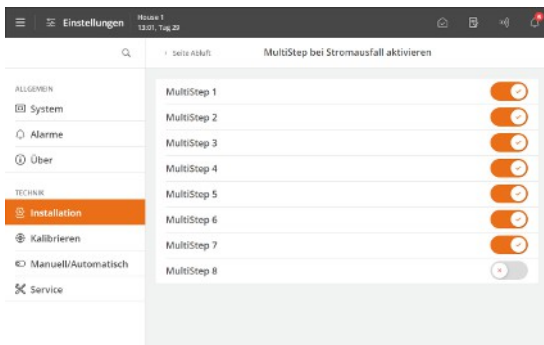 Einstellungen
House 1
13:01, Tag 29
Seite Abluft
MultiStep bei Stromausfall aktivieren
ALLGEMEIN
System
Alarme
Über
TECHNIK
Installation
Kalibrieren
Manuell/Automatisch
Service
MultiStep 1
MultiStep 2
MultiStep 3
MultiStep 4
MultiStep 5
MultiStep 6
MultiStep 7
MultiStep 8